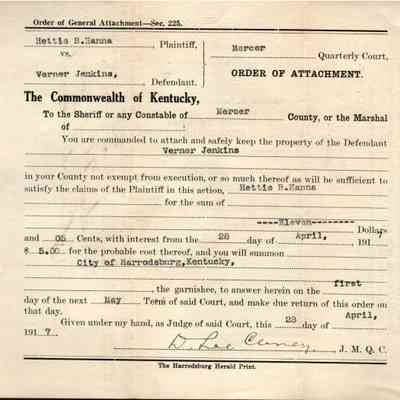 Order of General Attachment—Sec. 225.
Hettie B.Hanna, Plaintiff,
vs.
Verner Jenkins, Defendant.
Mercer Quarterly Court,
ORDER OF ATTACHMENT.
The Commonwealth of Kentucky,
To the Sheriff or any Constable of Mercer County, or the Marshal
of :
You are commanded to attach and safely keep the property of the Defendant
Verner Jenkins
in your County not exempt from execution, or so much thereof as will be sufficient to
satisfy the claims of the Plaintiff in this action, Hettie B.Hanna
for the sum of
----Eleven------- Dollars
and 05 Cents, with interest from the 28 day of April, 191
$ 5.00 for the probable cost thereof, and you will summon
City of Harrodsburg,Kentucky,
, the garnishee, to answer herein on the first
day of the next May Term of said Court, and make due return of this order on
that day.
Given under my hand, as Judge of said Court, this 28 day of April,
191 7.
D. Lee Curry, J. M. Q. C.
The Harrodsburg Herald Print.